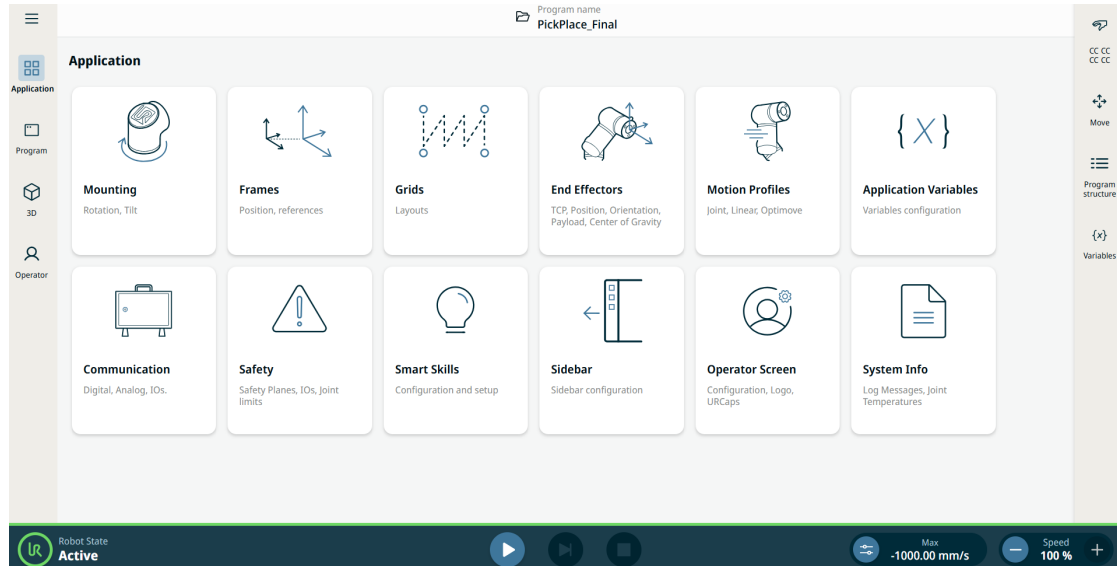 Program name
PickPlace_Final
Application
Application
Program
3D
Operator
Mounting
Rotation, Tilt
Frames
Position, references
Grids
Layouts
End Effectors
TCP, Position, Orientation,
Payload, Center of Gravity
Motion Profiles
Joint, Linear, Optimove
{X}
Application Variables
Variables configuration
Communication
Digital, Analog, IOs.
Safety
Safety Planes, IOs, Joint
limits
Smart Skills
Configuration and setup
Sidebar
Sidebar configuration
Operator Screen
Configuration, Logo,
URCaps
System Info
Log Messages, Joint
Temperatures
CC CC
CC CC
Move
Program
structure
{x}
Variables
UR
Robot State
Active
Max
-1000.00 mm/s
Speed
100 %